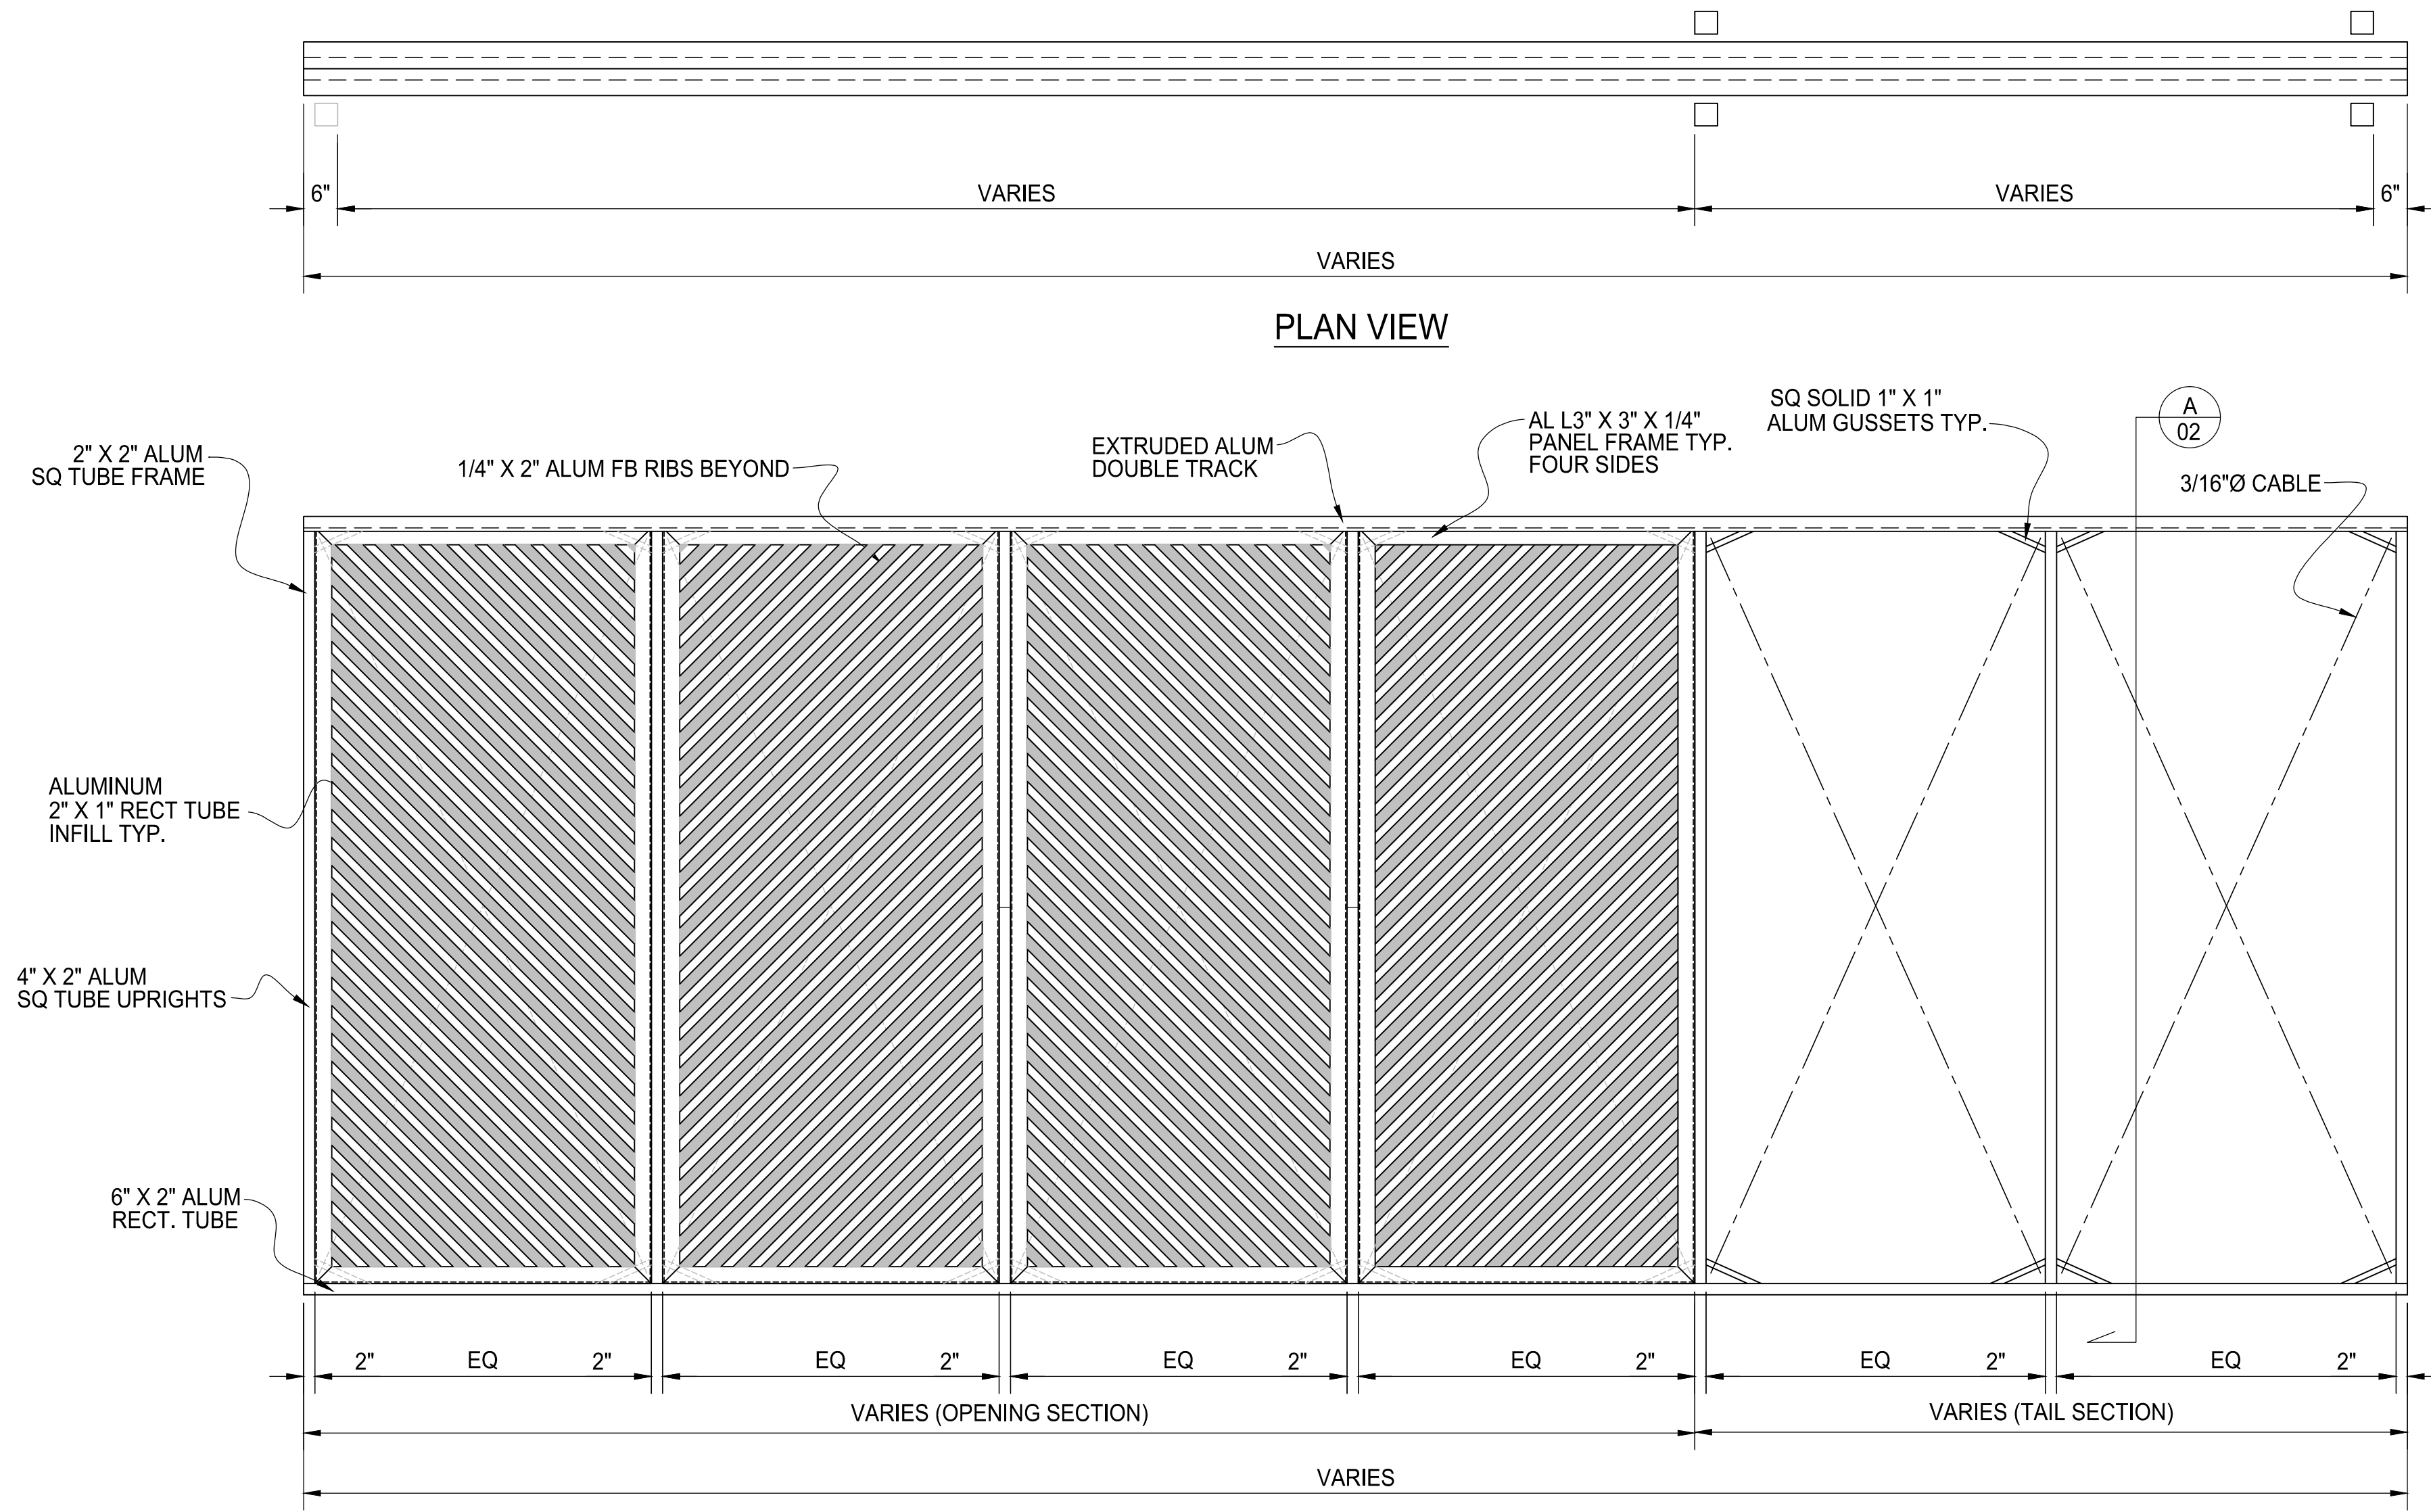 6"
VARIES
VARIES
6"
VARIES
PLAN VIEW
2" X 2" ALUM
SQ TUBE FRAME
1/4" X 2" ALUM FB RIBS BEYOND
EXTRUDED ALUM
DOUBLE TRACK
AL L3" X 3" X 1/4"
PANEL FRAME TYP.
FOUR SIDES
SQ SOLID 1" X 1"
ALUM GUSSETS TYP.
A
02
3/16"Ø CABLE
ALUMINUM
2" X 1" RECT TUBE
INFILL TYP.
4" X 2" ALUM
SQ TUBE UPRIGHTS
6" X 2" ALUM
RECT. TUBE
2"
EQ
2"
EQ
2"
EQ
2"
EQ
2"
EQ
2"
EQ
2"
VARIES (OPENING SECTION)
VARIES (TAIL SECTION)
VARIES